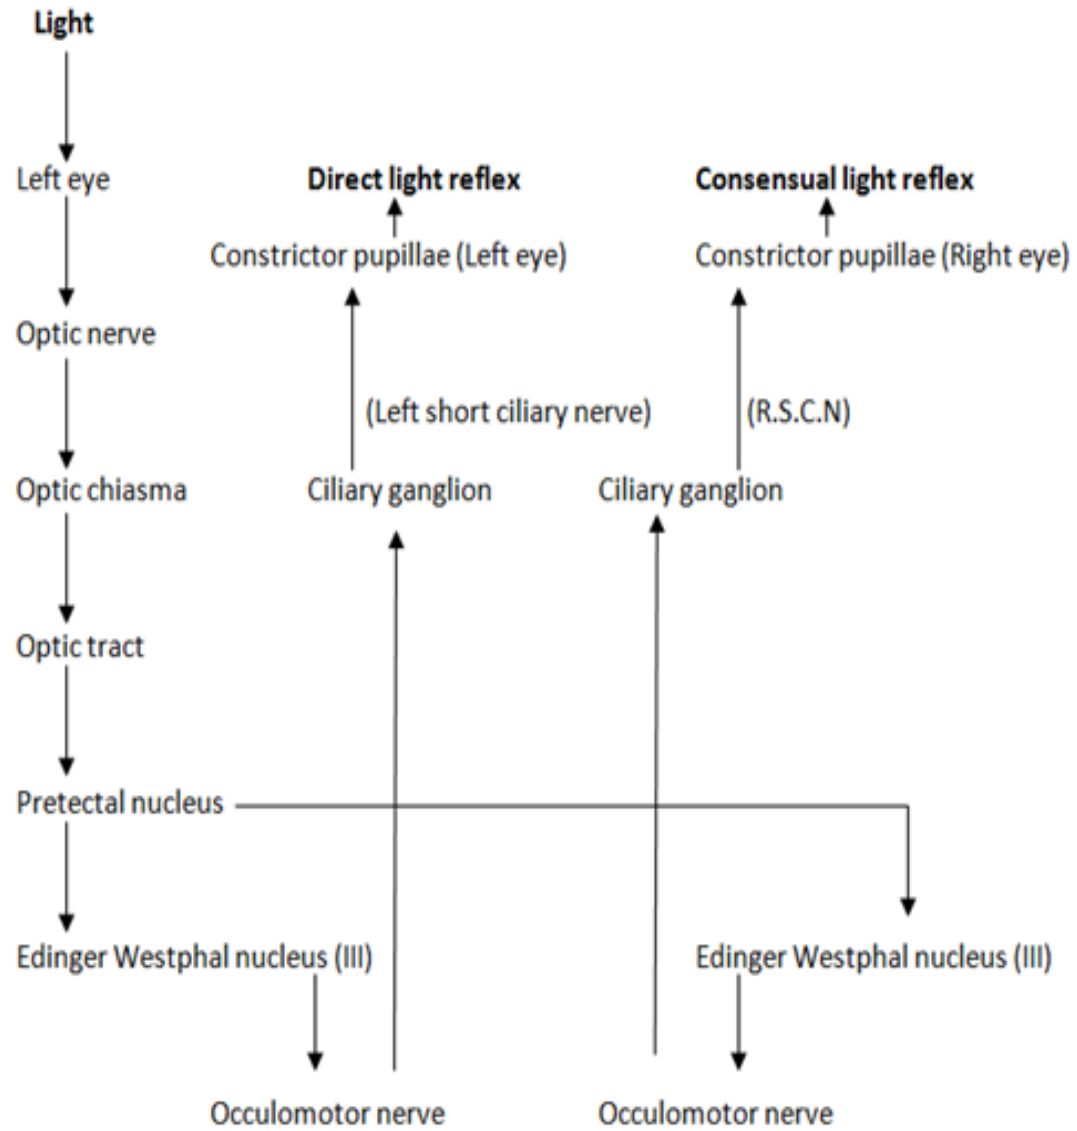 Light
Left eye
Direct light reflex
Consensual light reflex
Constrictor pupillae (Left eye)
Constrictor pupillae (Right eye)
Optic nerve
(Left short ciliary nerve)
(R.S.C.N)
Optic chiasma
Ciliary ganglion
Ciliary ganglion
Optic tract
Pretectal nucleus
Edinger Westphal nucleus (III)
Edinger Westphal nucleus (III)
Occulomotor nerve
Occulomotor nerve